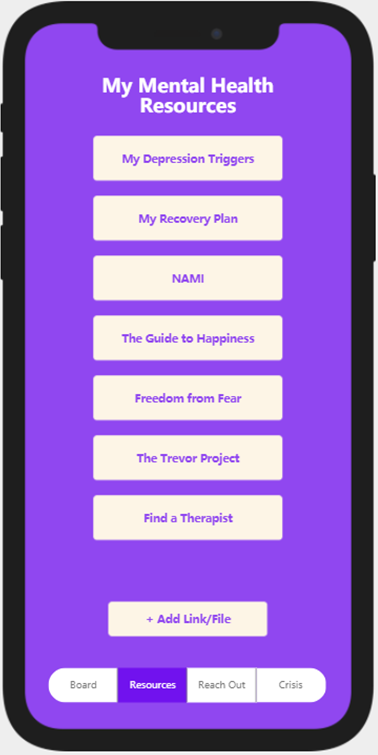 My Mental Health
Resources
My Depression Triggers
My Recovery Plan
NAMI
The Guide to Happiness
Freedom from Fear
The Trevor Project
Find a Therapist
+ Add Link/File
Board Resources Reach Out Crisis